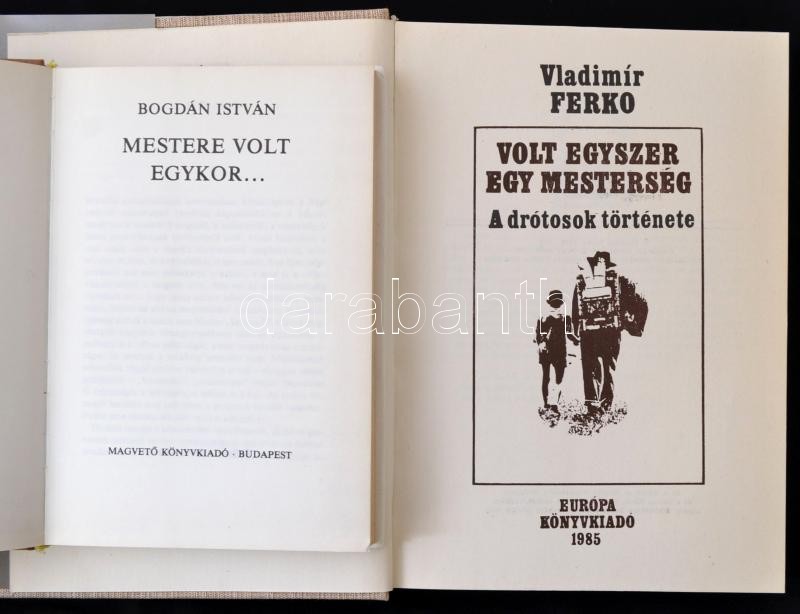 BOGDÁN ISTVÁN
MESTERE VOLT
EGYKOR...
MAGVETŐ KÖNYVKIADÓ · BUDAPEST
Vladimír
FERKO
VOLT EGYSZER
EGY MESTERSÉG
A drótosok története
EURÓPA
KÖNYVKIADÓ
1985
darabanth.com